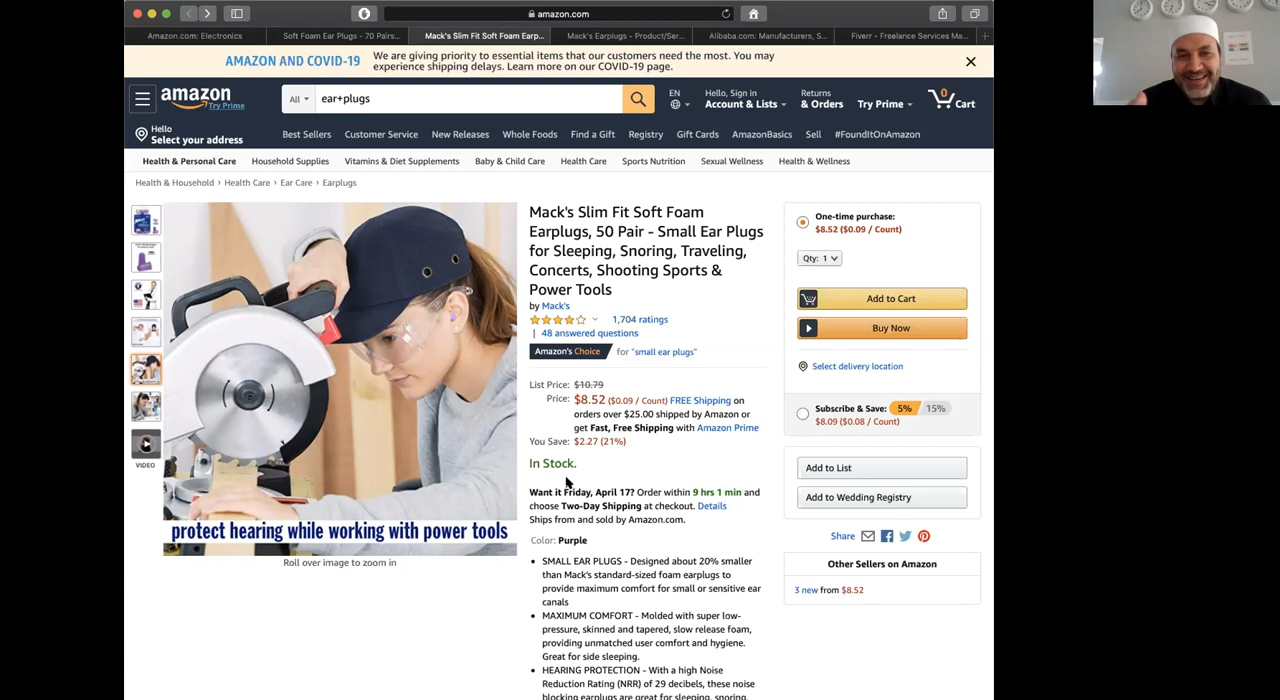 amazon.com
Amazon.com: Electronics
Soft Foam Ear Plugs - 70 Pairs...
Mack's Slim Fit Soft Foam Earp...
Mack's Earplugs - Product/Ser...
Alibaba.com: Manufacturers, S...
Fiverr - Freelance Services Ma...
AMAZON AND COVID-19
We are giving priority to essential items that our customers need the most. You may
experience shipping delays. Learn more on our COVID-19 page.
amazon
Try Prime
All
ear+plugs
EN
Hello, Sign in
Account & Lists
Returns
& Orders
Try Prime
0
Cart
Hello
Select your address
Best Sellers
Customer Service
New Releases
Whole Foods
Find a Gift
Registry
Gift Cards
AmazonBasics
Sell
#FoundItOnAmazon
Health & Personal Care
Household Supplies
Vitamins & Diet Supplements
Baby & Child Care
Health Care
Sports Nutrition
Sexual Wellness
Health & Wellness
Health & Household › Health Care › Ear Care › Earplugs
VIDEO
protect hearing while working with power tools
Roll over image to zoom in
Mack's Slim Fit Soft Foam
Earplugs, 50 Pair - Small Ear Plugs
for Sleeping, Snoring, Traveling,
Concerts, Shooting Sports &
Power Tools
by Mack's
1,704 ratings
| 48 answered questions
Amazon's Choice for "small ear plugs"
List Price: $10.79
Price: $8.52 ($0.09 / Count) FREE Shipping on
orders over $25.00 shipped by Amazon or
get Fast, Free Shipping with Amazon Prime
You Save: $2.27 (21%)
In Stock.
Want it Friday, April 17? Order within 9 hrs 1 min and
choose Two-Day Shipping at checkout. Details
Ships from and sold by Amazon.com.
Color: Purple
• SMALL EAR PLUGS - Designed about 20% smaller
than Mack's standard-sized foam earplugs to
provide maximum comfort for small or sensitive ear
canals
• MAXIMUM COMFORT - Molded with super low-
pressure, skinned and tapered, slow release foam,
providing unmatched user comfort and hygiene.
Great for side sleeping.
• HEARING PROTECTION - With a high Noise
Reduction Rating (NRR) of 29 decibels, these noise
blocking earplugs are great for sleeping, snoring,
One-time purchase:
$8.52 ($0.09 / Count)
Qty: 1
Add to Cart
Buy Now
Select delivery location
Subscribe & Save: 5% 15%
$8.09 ($0.08 / Count)
Add to List
Add to Wedding Registry
Share
Other Sellers on Amazon
3 new from $8.52